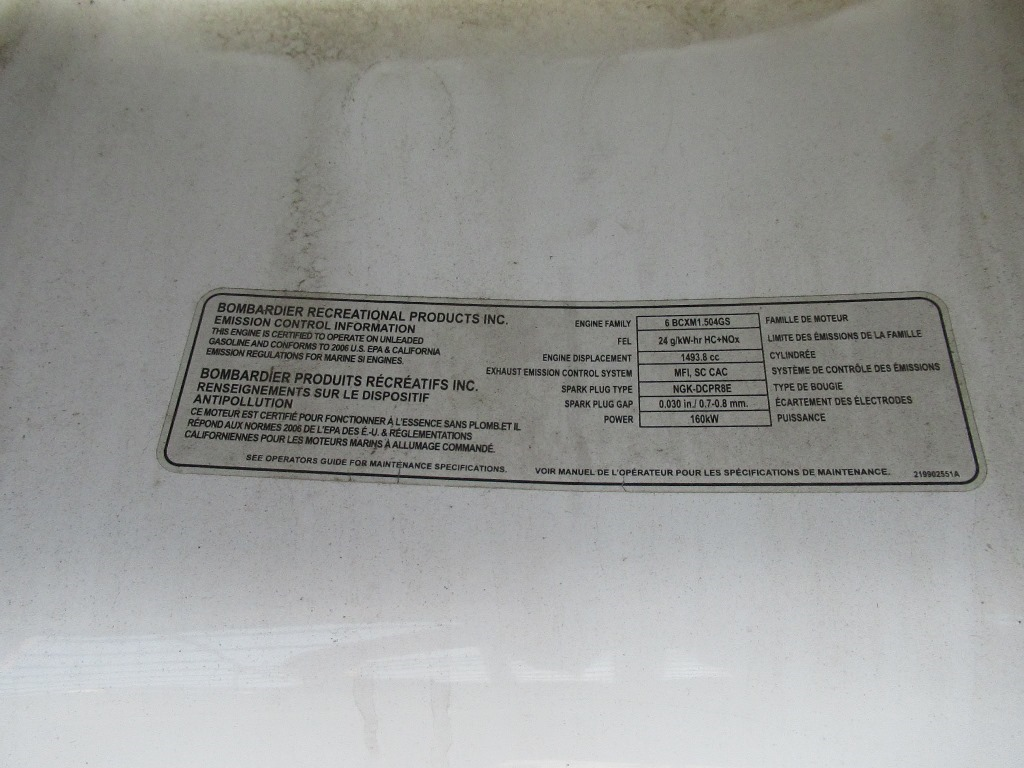 BOMBARDIER RECREATIONAL PRODUCTS INC.
EMISSION CONTROL INFORMATION
THIS ENGINE IS CERTIFIED TO OPERATE ON UNLEADED
GASOLINE AND CONFORMS TO 2006 U.S. EPA & CALIFORNIA
EMISSION REGULATIONS FOR MARINE SI ENGINES.
BOMBARDIER PRODUITS RÉCRÉATIFS INC.
RENSEIGNEMENTS SUR LE DISPOSITIF
ANTIPOLLUTION
CE MOTEUR EST CERTIFIÉ POUR FONCTIONNER À L'ESSENCE SANS PLOMB.ET IL
RÉPOND AUX NORMES 2006 DE L'EPA DES É.-U. & RÉGLEMENTATIONS
CALIFORNIENNES POUR LES MOTEURS MARINS À ALLUMAGE COMMANDÉ.
ENGINE FAMILY 6 BCXM1.504GS FAMILLE DE MOTEUR
FEL 24 g/kW-hr HC+NOx LIMITE DES ÉMISSIONS DE LA FAMILLE
ENGINE DISPLACEMENT 1493.8 cc CYLINDRÉE
EXHAUST EMISSION CONTROL SYSTEM MFI, SC CAC SYSTÈME DE CONTRÔLE DES ÉMISSIONS
SPARK PLUG TYPE NGK-DCPR8E TYPE DE BOUGIE
SPARK PLUG GAP 0.030 in./ 0.7-0.8 mm. ÉCARTEMENT DES ÉLECTRODES
POWER 160kW PUISSANCE
SEE OPERATORS GUIDE FOR MAINTENANCE SPECIFICATIONS. VOIR MANUEL DE L'OPÉRATEUR POUR LES SPÉCIFICATIONS DE MAINTENANCE. 219902551A